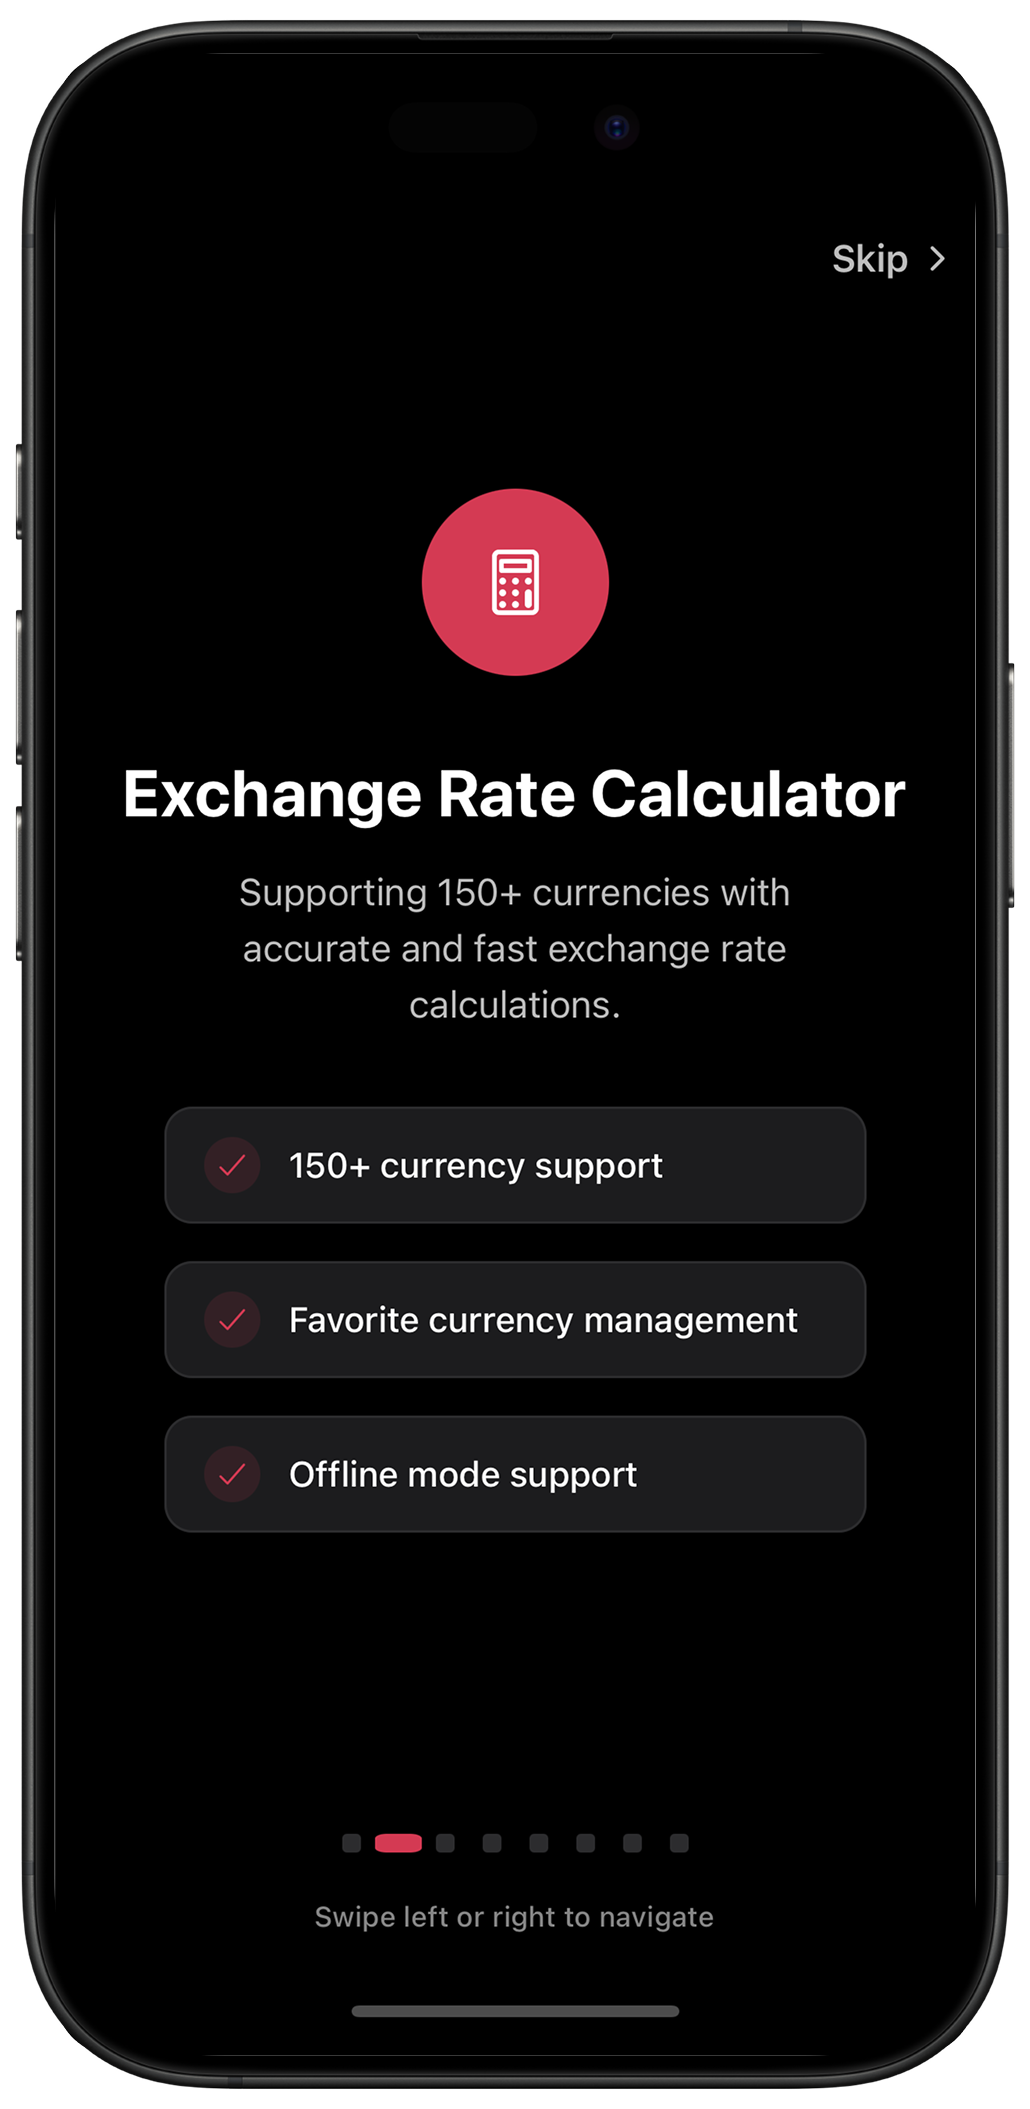 Skip
Exchange Rate Calculator
Supporting 150+ currencies with
accurate and fast exchange rate
calculations.
150+ currency support
Favorite currency management
Offline mode support
Swipe left or right to navigate